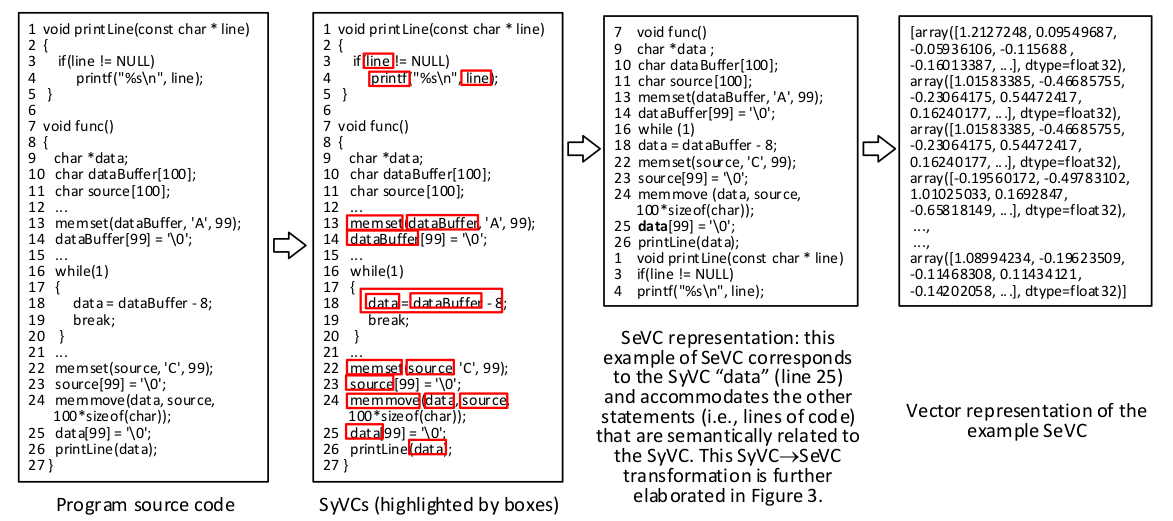 1 void printLine(const char * line)
2 {
3 if(line != NULL)
4 printf("%s\n", line);
5 }
6
7 void func()
8 {
9 char *data;
10 char dataBuffer[100];
11 char source[100];
12 ...
13 memset(dataBuffer, 'A', 99);
14 dataBuffer[99] = '\0';
15 ...
16 while(1)
17 {
18 data = dataBuffer - 8;
19 break;
20 }
21 ...
22 memset(source, 'C', 99);
23 source[99] = '\0';
24 memmove(data, source,
100*sizeof(char));
25 data[99] = '\0';
26 printLine(data);
27 }
Program source code
1 void printLine(const char * line)
2 {
3 if(line != NULL)
4 printf("%s\n", line);
5 }
6
7 void func()
8 {
9 char *data;
10 char dataBuffer[100];
11 char source[100];
12 ...
13 memset(dataBuffer, 'A', 99);
14 dataBuffer[99] = '\0';
15 ...
16 while(1)
17 {
18 data = dataBuffer - 8;
19 break;
20 }
21 ...
22 memset(source, 'C', 99);
23 source[99] = '\0';
24 memmove(data, source,
100*sizeof(char));
25 data[99] = '\0';
26 printLine(data);
27 }
SyVCs (highlighted by boxes)
7 void func()
9 char *data ;
10 char dataBuffer[100];
11 char source[100];
13 memset(dataBuffer, 'A', 99);
14 dataBuffer[99] = '\0';
16 while (1)
18 data = dataBuffer - 8;
22 memset(source, 'C', 99);
23 source[99] = '\0';
24 memmove (data, source,
100*sizeof(char));
25 data[99] = '\0';
26 printLine(data);
1 void printLine(const char * line)
3 if(line != NULL)
4 printf("%s\n", line);
SeVC representation: this
example of SeVC corresponds
to the SyVC “data” (line 25)
and accommodates the other
statements (i.e., lines of code)
that are semantically related to
the SyVC. This SyVC→SeVC
transformation is further
elaborated in Figure 3.
[array([1.2127248, 0.09549687,
-0.05936106, -0.115688,
-0.16013387, ...], dtype=float32),
array([1.01583385, -0.46685755,
-0.23064175, 0.54472417,
0.16240177, ...], dtype=float32),
array([1.01583385, -0.46685755,
-0.23064175, 0.54472417,
0.16240177, ...], dtype=float32),
array([-0.19560172, -0.49783102,
1.01025033, 0.1692847,
-0.65818149, ...], dtype=float32),
...,
...,
array([1.08994234, -0.19623509,
-0.11468308, 0.11434121,
-0.14202058, ...], dtype=float32)]
Vector representation of the
example SeVC